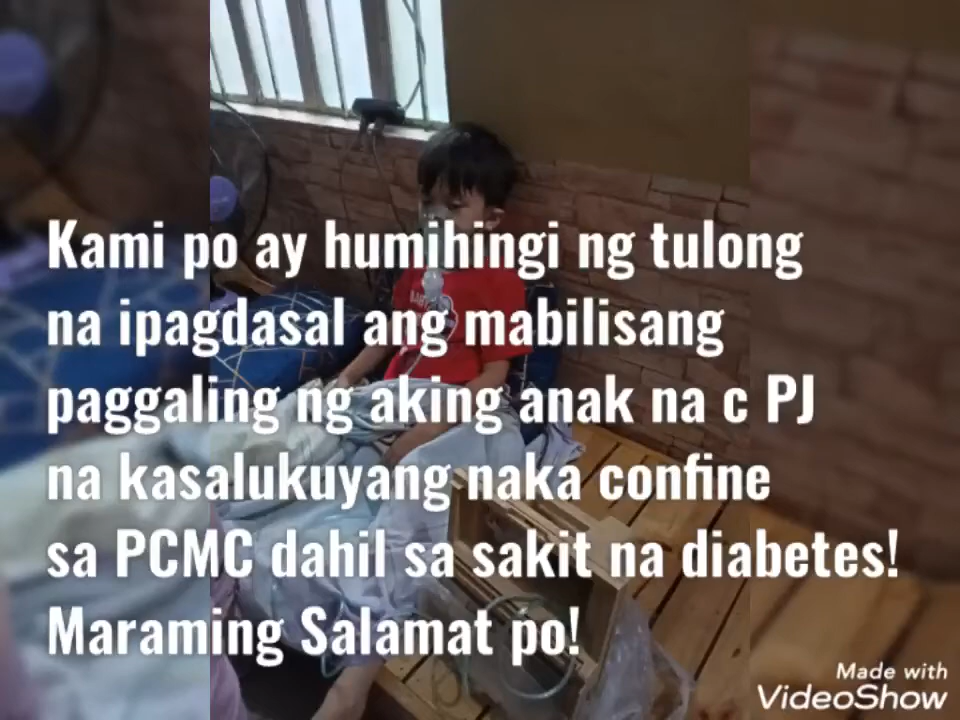 Kami po ay humihingi ng tulong
na ipagdasal ang mabilisang
paggaling ng aking anak na c PJ
na kasalukuyang naka confine
sa PCMC dahil sa sakit na diabetes!
Maraming Salamat po!
Made with
VideoShow